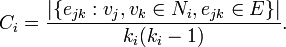 C_i = \frac{|\{e_{jk} : v_j, v_k \in N_i, e_{jk} \in E\}|}{k_i(k_i - 1)}.